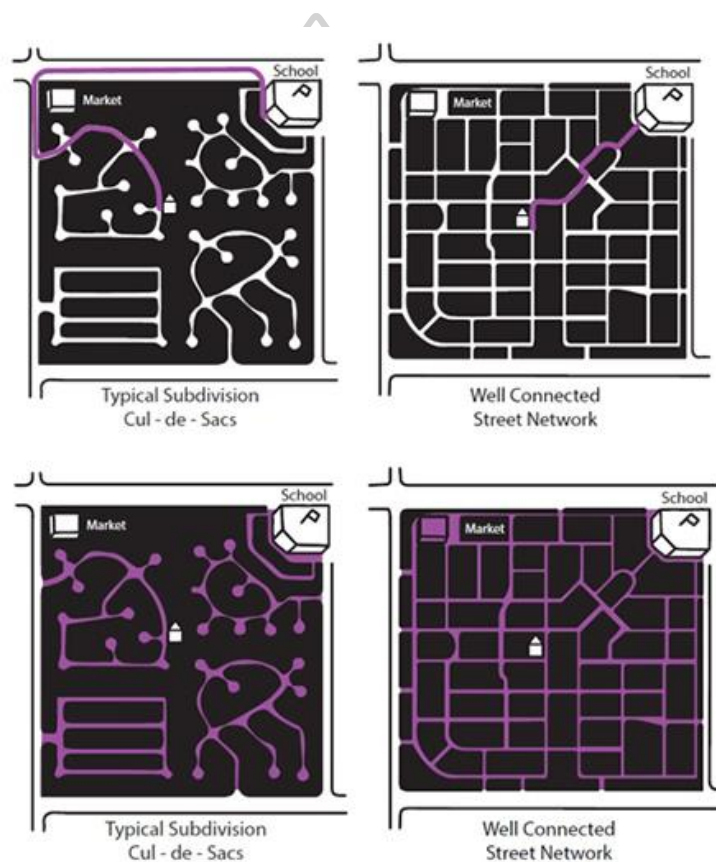 School
Market
Typical Subdivision
Cul - de - Sacs
School
Market
Well Connected
Street Network
School
Market
Typical Subdivision
Cul - de - Sacs
School
Market
Well Connected
Street Network